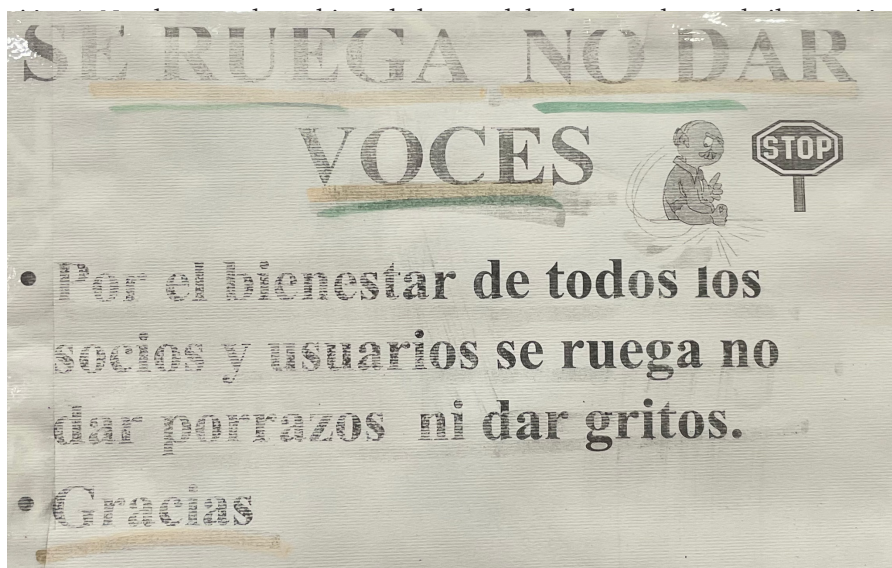 SE RUEGA NO DAR
VOCES
STOP
• Por el bienestar de todos los
socios y usuarios se ruega no
dar porrazos ni dar gritos.
• Gracias